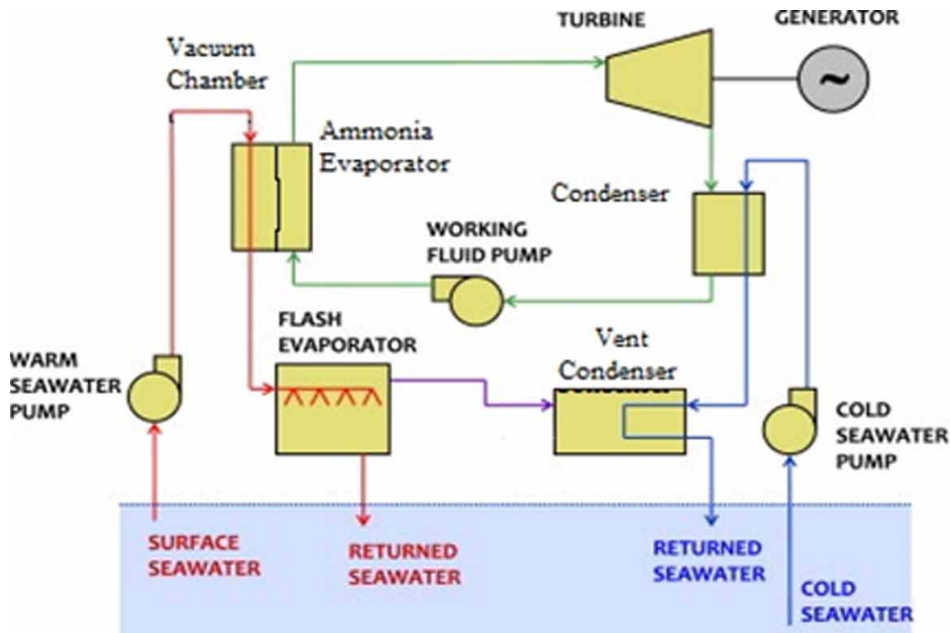 TURBINE
GENERATOR
Vacuum
Chamber
Ammonia
Evaporator
Condenser
WORKING
FLUID PUMP
FLASH
EVAPORATOR
Vent
Condenser
WARM
SEAWATER
PUMP
COLD
SEAWATER
PUMP
SURFACE
SEAWATER
RETURNED
SEAWATER
RETURNED
SEAWATER
COLD
SEAWATER